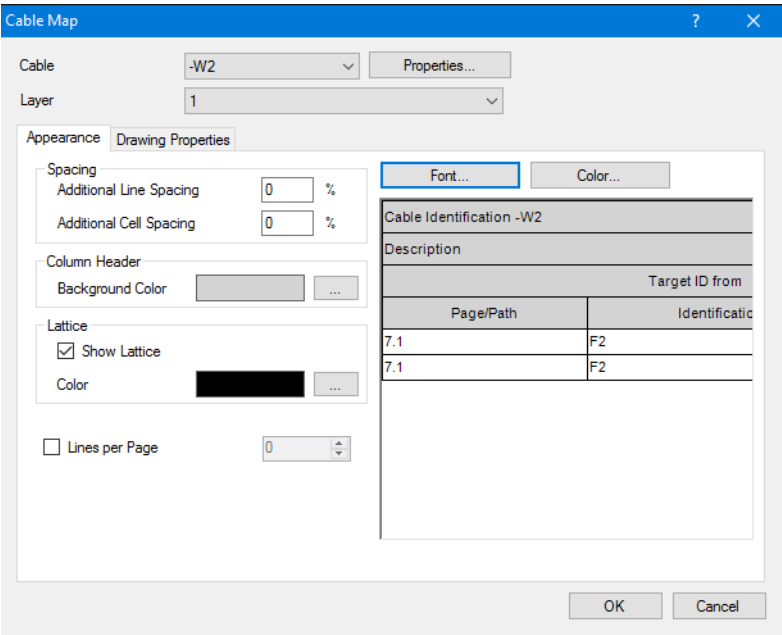 Cable Map
?
Cable -W2 Properties...
Layer 1
Appearance Drawing Properties
Spacing
Additional Line Spacing 0 %
Additional Cell Spacing 0 %
Column Header
Background Color ...
Lattice
Show Lattice
Color ...
Lines per Page 0
Font... Color...
Cable Identification -W2
Description
Target ID from
Page/Path Identificatio
7.1 F2
7.1 F2
OK Cancel